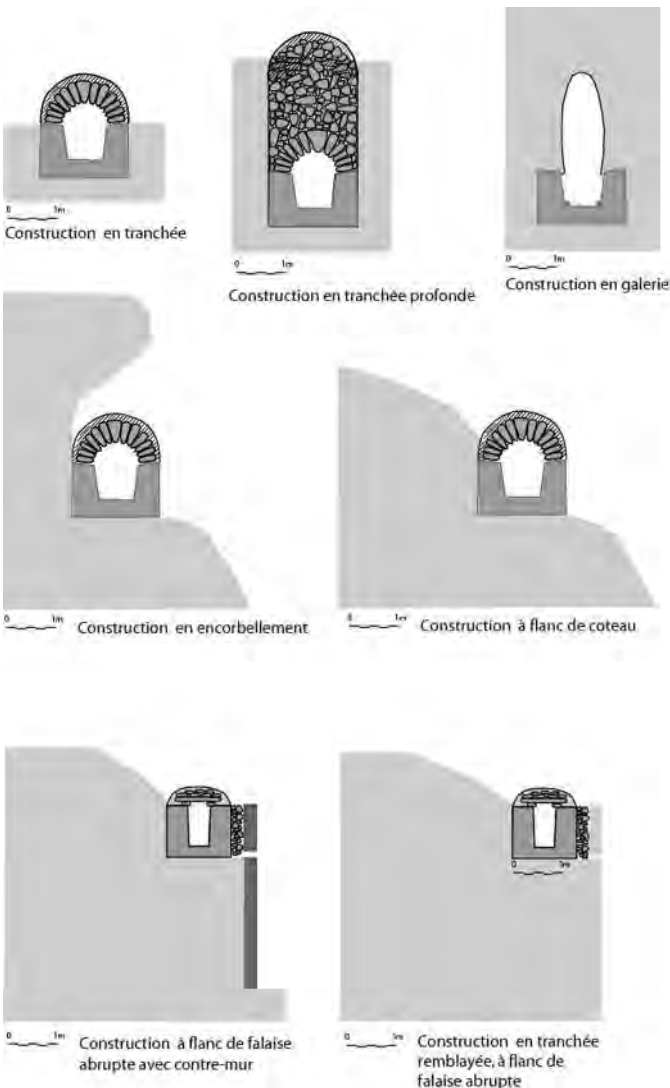 0 1m
Construction en tranchée
0 1m
Construction en tranchée profonde
0 1m
Construction en galerie
0 1m
Construction en encorbellement
0 1m
Construction à flanc de coteau
0 1m
Construction à flanc de falaise
abrupte avec contre-mur
0 1m
0 1m
Construction en tranchée
remblayée, à flanc de
falaise abrupte